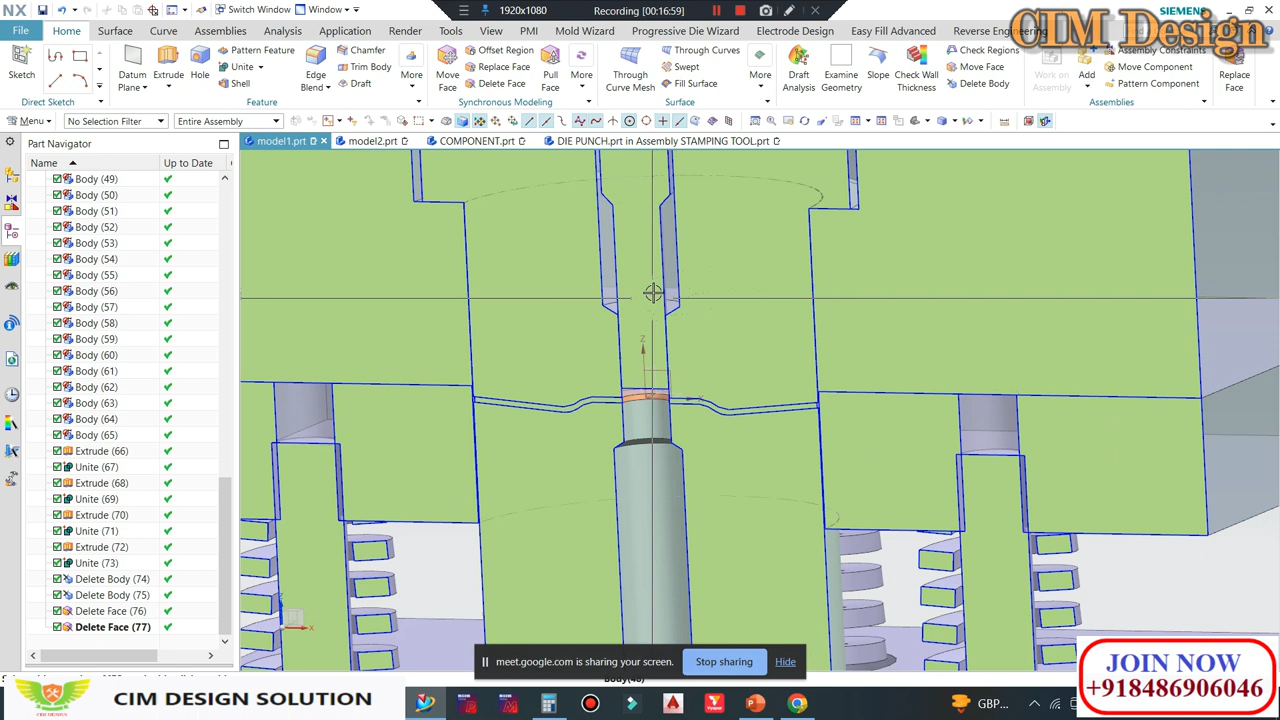 NX
Switch Window
Window
1920x1080
Recording [00:16:59]
SIEMENS
CIM Design
File
Home
Surface
Curve
Assemblies
Analysis
Application
Render
Tools
View
PMI
Mold Wizard
Progressive Die Wizard
Electrode Design
Easy Fill Advanced
Reverse Engineering
Sketch
Direct Sketch
Datum Plane
Extrude
Hole
Pattern Feature
Unite
Shell
Edge Blend
Chamfer
Trim Body
Draft
More
Feature
Move Face
Offset Region
Replace Face
Delete Face
Pull Face
More
Synchronous Modeling
Through Curve Mesh
Through Curves
Swept
Fill Surface
More
Surface
Draft Analysis
Examine Geometry
Slope
Check Wall Thickness
Check Regions
Move Face
Delete Body
Work on Assembly
Add
Assembly Constraints
Move Component
Pattern Component
Assemblies
Replace Face
Menu
No Selection Filter
Entire Assembly
Part Navigator
model1.prt
model2.prt
COMPONENT.prt
DIE PUNCH.prt in Assembly STAMPING TOOL.prt
Name
Up to Date
Body (49)
Body (50)
Body (51)
Body (52)
Body (53)
Body (54)
Body (55)
Body (56)
Body (57)
Body (58)
Body (59)
Body (60)
Body (61)
Body (62)
Body (63)
Body (64)
Body (65)
Extrude (66)
Unite (67)
Extrude (68)
Unite (69)
Extrude (70)
Unite (71)
Extrude (72)
Unite (73)
Delete Body (74)
Delete Body (75)
Delete Face (76)
Delete Face (77)
Z
X
meet.google.com is sharing your screen.
Stop sharing
Hide
JOIN NOW
+918486906046
CIM DESIGN SOLUTION
GBP...